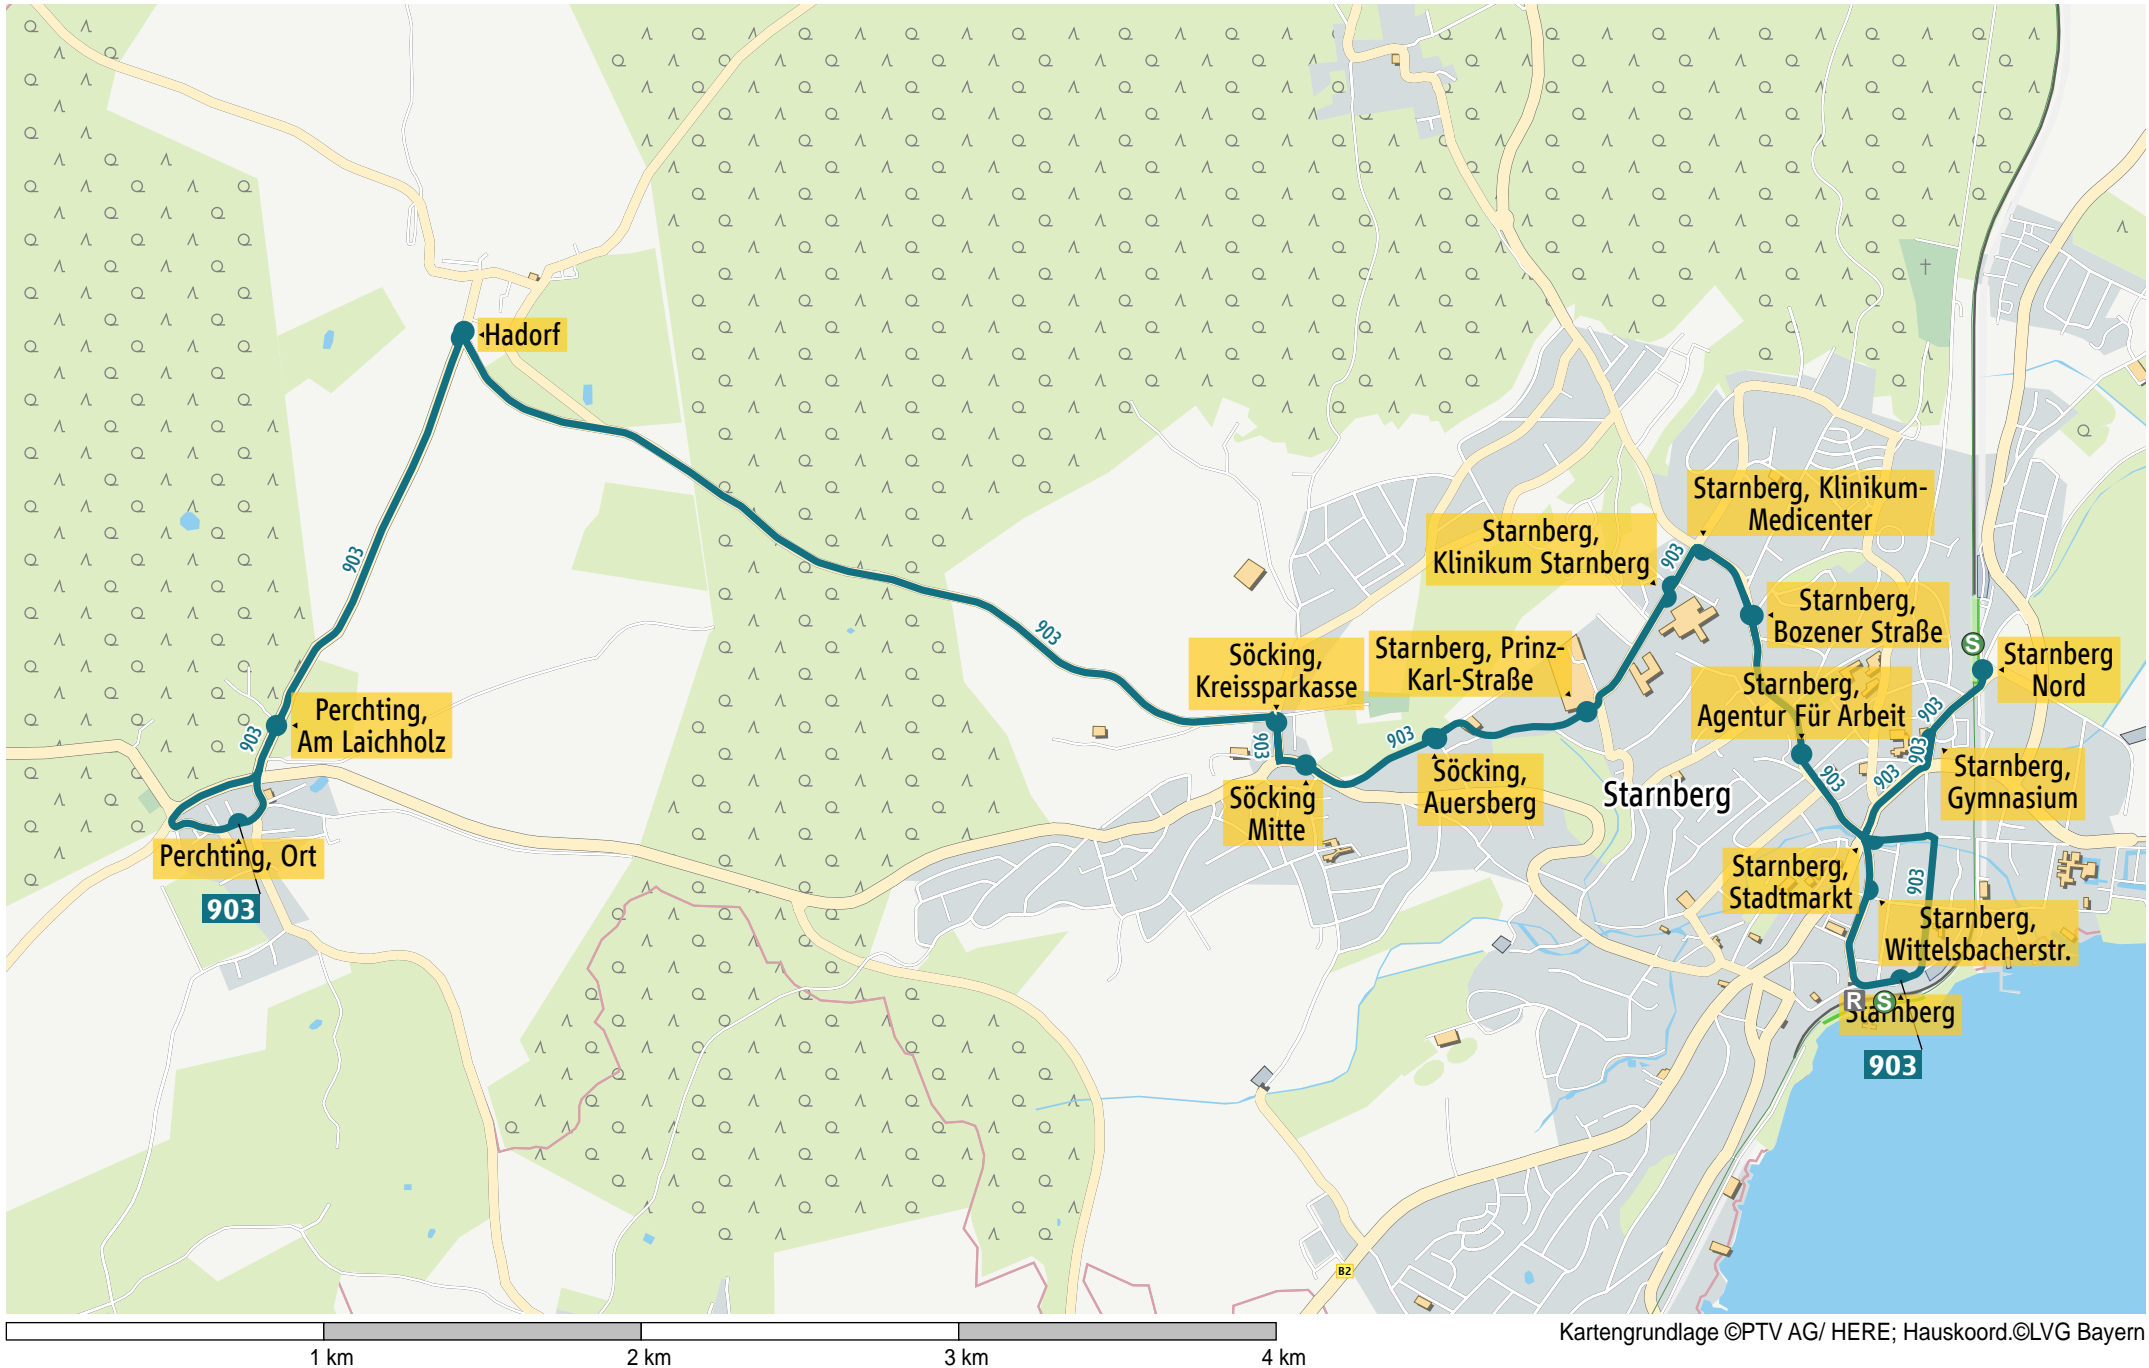 Hadorf
903
Starnberg, Klinikum-
Medicenter
Starnberg,
Klinikum Starnberg
903
Starnberg,
Bozener Straße
903
Söcking,
Kreissparkasse
Starnberg, Prinz-
Karl-Straße
S
Starnberg
Nord
Starnberg,
Agentur Für Arbeit
Perchting,
Am Laichholz
903
903
903
903
903
903
903
Starnberg,
Gymnasium
Söcking,
Auersberg
Söcking
Mitte
Starnberg
Perchting, Ort
903
Starnberg,
Stadtmarkt
903
Starnberg,
Wittelsbacherstr.
R
S
Starnberg
903
B2
1 km
2 km
3 km
4 km
Kartengrundlage ©PTV AG/ HERE; Hauskoord.©LVG Bayern